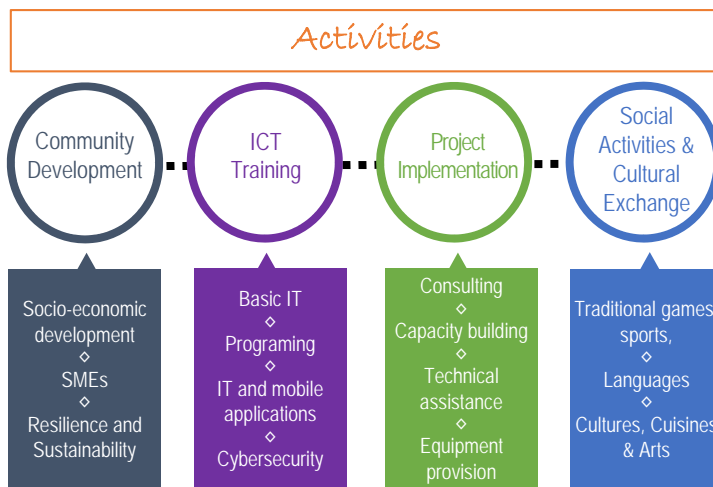 Activities
Community
Development
ICT
Training
Project
Implementation
Social
Activities &
Cultural
Exchange
Socio-economic
development
SMEs
Resilience and
Sustainability
Basic IT
Programing
IT and mobile
applications
Cybersecurity
Consulting
Capacity building
Technical
assistance
Equipment
provision
Traditional games,
sports,
Languages
Cultures, Cuisines
& Arts